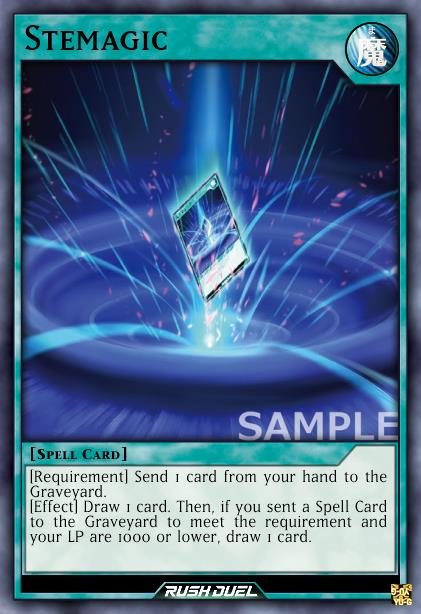 STEMAGIC
ま
魔
SAMPLE
[SPELL CARD]
[Requirement] Send 1 card from your hand to the
Graveyard.
[Effect] Draw 1 card. Then, if you sent a Spell Card
to the Graveyard to meet the requirement and
your LP are 1000 or lower, draw 1 card.
RUSH DUEL